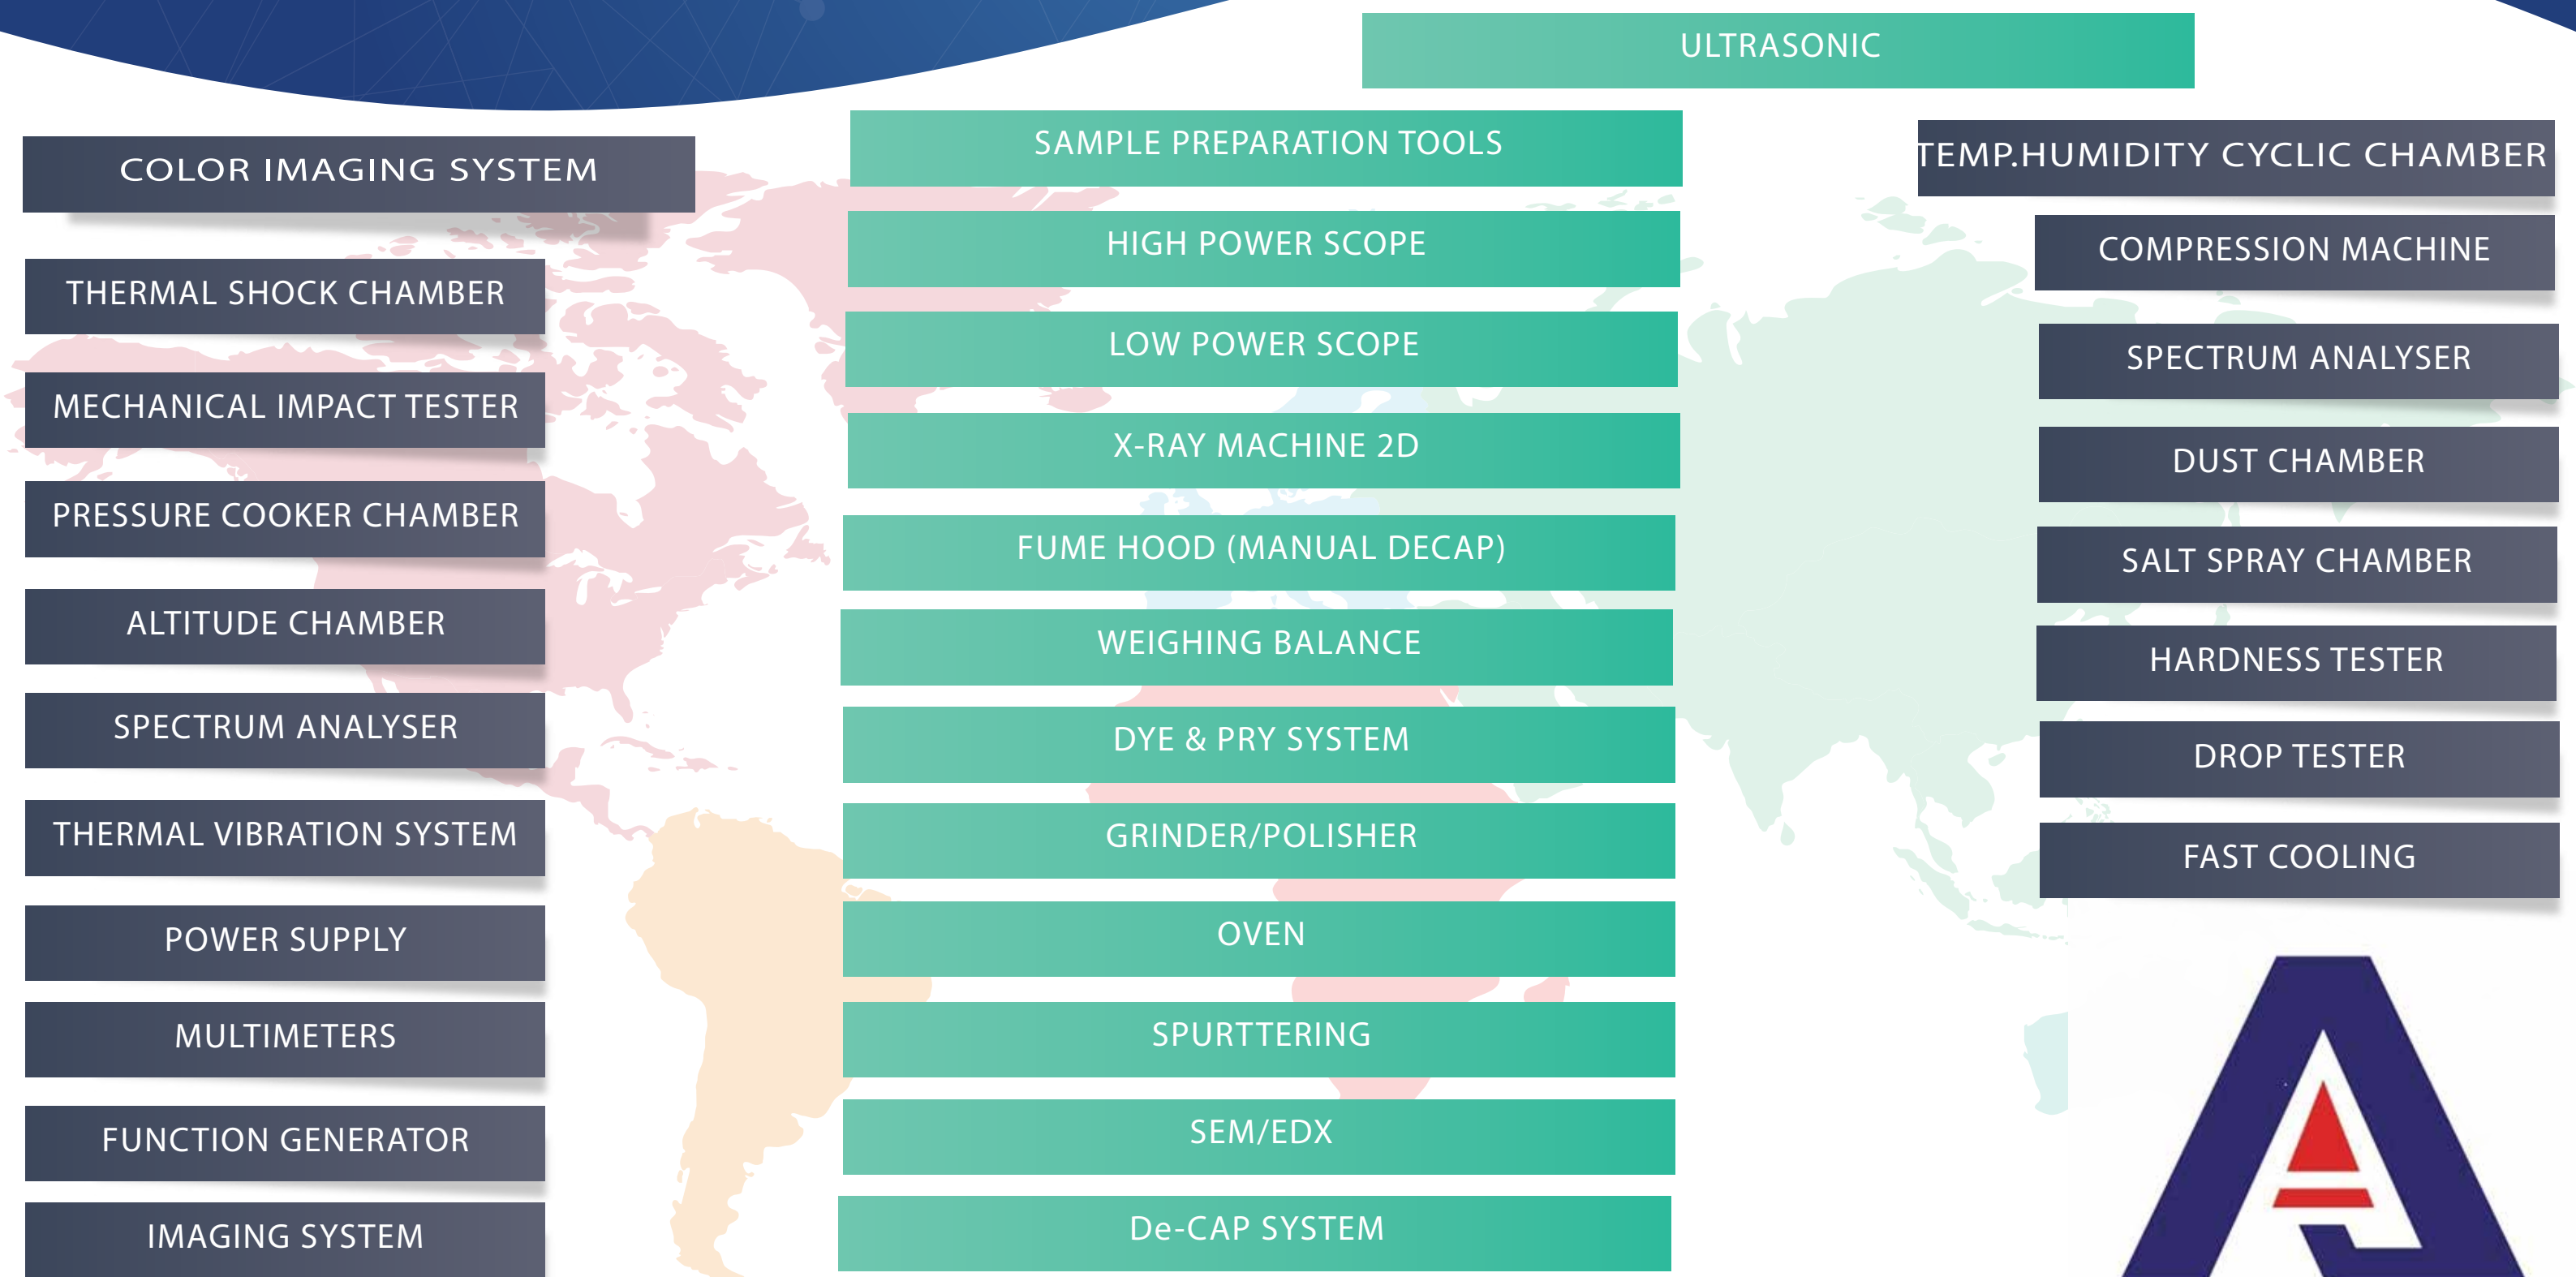 ULTRASONIC
COLOR IMAGING SYSTEM
THERMAL SHOCK CHAMBER
MECHANICAL IMPACT TESTER
PRESSURE COOKER CHAMBER
ALTITUDE CHAMBER
SPECTRUM ANALYSER
THERMAL VIBRATION SYSTEM
POWER SUPPLY
MULTIMETERS
FUNCTION GENERATOR
IMAGING SYSTEM
SAMPLE PREPARATION TOOLS
HIGH POWER SCOPE
LOW POWER SCOPE
X-RAY MACHINE 2D
FUME HOOD (MANUAL DECAP)
WEIGHING BALANCE
DYE & PRY SYSTEM
GRINDER/POLISHER
OVEN
SPURTTERING
SEM/EDX
De-CAP SYSTEM
TEMP.HUMIDITY CYCLIC CHAMBER
COMPRESSION MACHINE
SPECTRUM ANALYSER
DUST CHAMBER
SALT SPRAY CHAMBER
HARDNESS TESTER
DROP TESTER
FAST COOLING